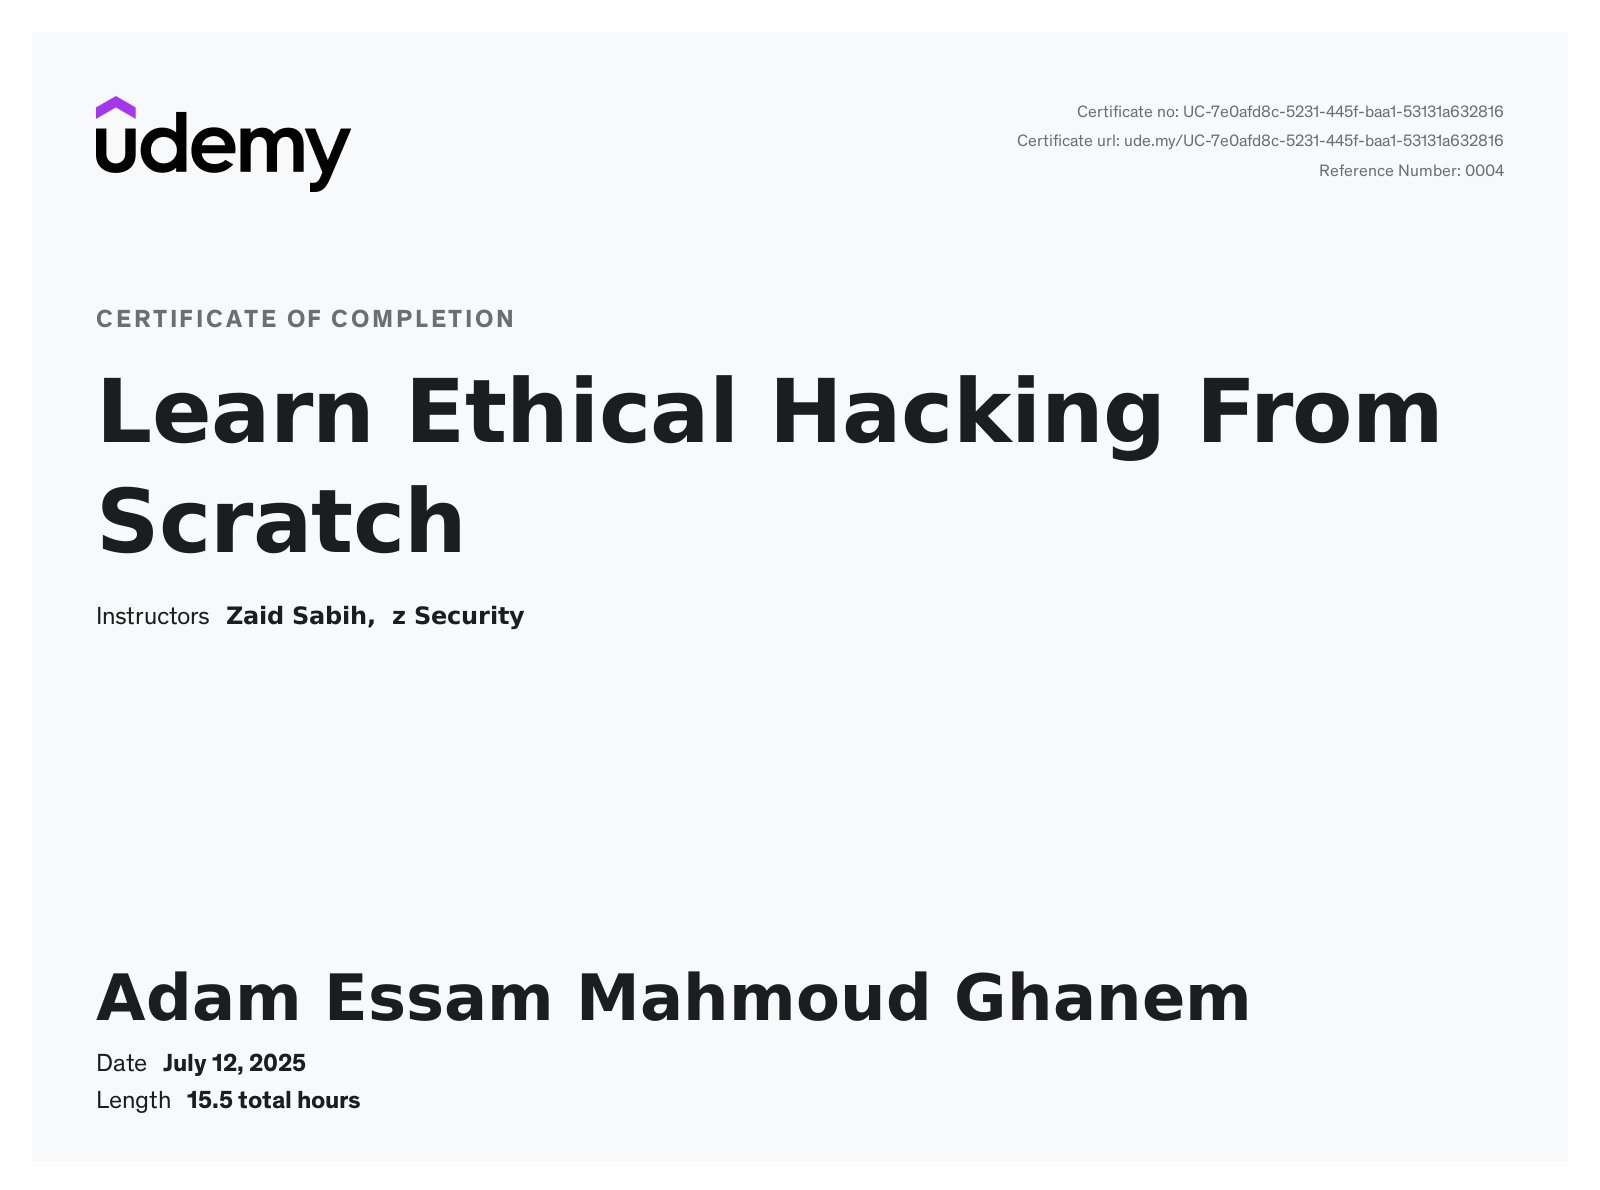 udemy
Certificate no: UC-7e0afd8c-5231-445f-baa1-53131a632816
Certificate url: ude.my/UC-7e0afd8c-5231-445f-baa1-53131a632816
Reference Number: 0004
CERTIFICATE OF COMPLETION
Learn Ethical Hacking From
Scratch
Instructors Zaid Sabih, z Security
Adam Essam Mahmoud Ghanem
Date July 12, 2025
Length 15.5 total hours